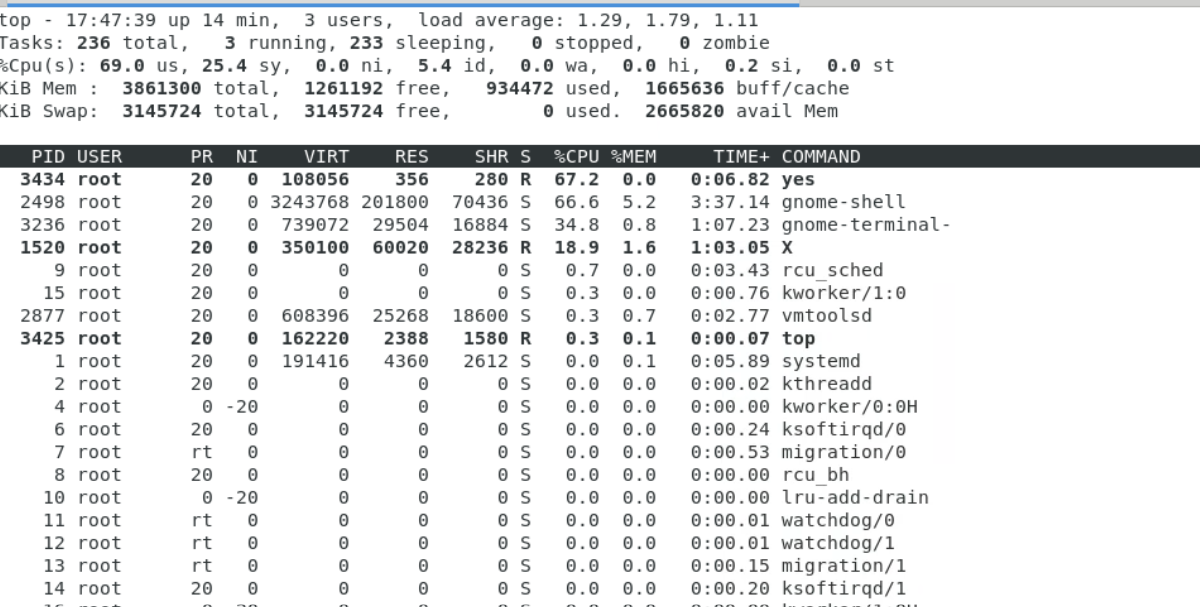 top - 17:47:39 up 14 min,  3 users,  load average: 1.29, 1.79, 1.11
Tasks: 236 total,   3 running, 233 sleeping,   0 stopped,   0 zombie
%Cpu(s): 69.0 us, 25.4 sy,  0.0 ni,  5.4 id,  0.0 wa,  0.0 hi,  0.2 si,  0.0 st
KiB Mem :  3861300 total,  1261192 free,   934472 used,  1665636 buff/cache
KiB Swap:  3145724 total,  3145724 free,        0 used.  2665820 avail Mem
PID USER      PR  NI    VIRT    RES    SHR S  %CPU %MEM     TIME+ COMMAND
3434 root      20   0  108056    356    280 R  67.2  0.0   0:06.82 yes
2498 root      20   0 3243768 201800  70436 S  66.6  5.2   3:37.14 gnome-shell
3236 root      20   0  739072  29504  16884 S  34.8  0.8   1:07.23 gnome-terminal-
1520 root      20   0  350100  60020  28236 R  18.9  1.6   1:03.05 X
9 root      20   0       0      0      0 S   0.7  0.0   0:03.43 rcu_sched
15 root      20   0       0      0      0 S   0.3  0.0   0:00.76 kworker/1:0
2877 root      20   0  608396  25268  18600 S   0.3  0.7   0:02.77 vmtoolsd
3425 root      20   0  162220   2388   1580 R   0.3  0.1   0:00.07 top
1 root      20   0  191416   4360   2612 S   0.0  0.1   0:05.89 systemd
2 root      20   0       0      0      0 S   0.0  0.0   0:00.02 kthreadd
4 root       0 -20       0      0      0 S   0.0  0.0   0:00.00 kworker/0:0H
6 root      20   0       0      0      0 S   0.0  0.0   0:00.24 ksoftirqd/0
7 root      rt   0       0      0      0 S   0.0  0.0   0:00.53 migration/0
8 root      20   0       0      0      0 S   0.0  0.0   0:00.00 rcu_bh
10 root       0 -20       0      0      0 S   0.0  0.0   0:00.00 lru-add-drain
11 root      rt   0       0      0      0 S   0.0  0.0   0:00.01 watchdog/0
12 root      rt   0       0      0      0 S   0.0  0.0   0:00.01 watchdog/1
13 root      rt   0       0      0      0 S   0.0  0.0   0:00.15 migration/1
14 root      20   0       0      0      0 S   0.0  0.0   0:00.20 ksoftirqd/1